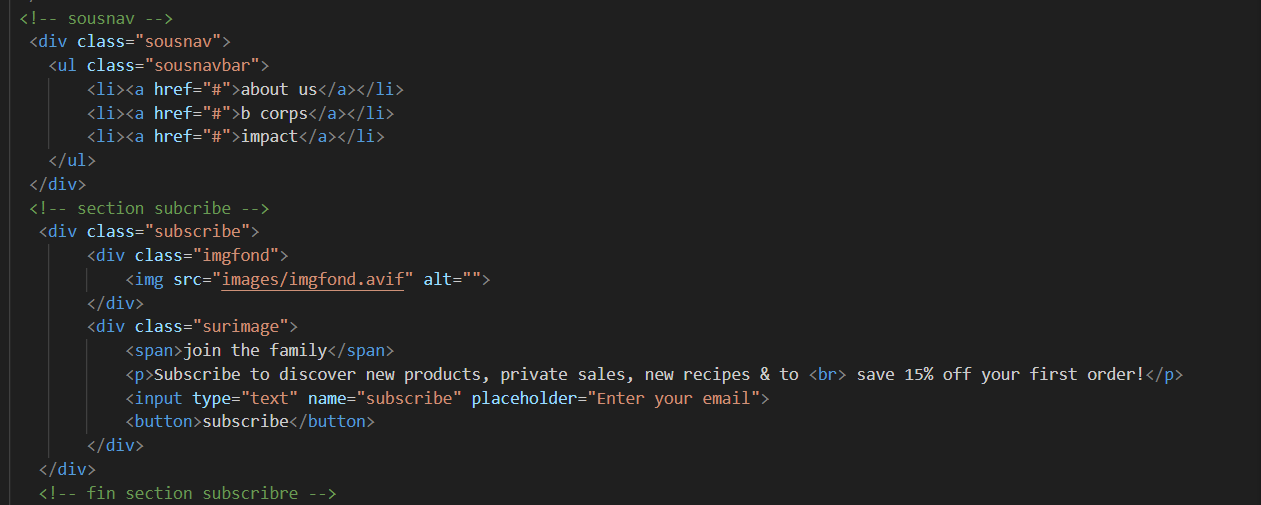 <!-- sousnav -->
<div class="sousnav">
<ul class="sousnavbar">
<li><a href="#">about us</a></li>
<li><a href="#">b corps</a></li>
<li><a href="#">impact</a></li>
</ul>
</div>
<!-- section subcribe -->
<div class="subscribe">
<div class="imgfond">
<img src="images/imgfond.avif" alt="">
</div>
<div class="surimage">
<span>join the family</span>
<p>Subscribe to discover new products, private sales, new recipes & to <br> save 15% off your first order!</p>
<input type="text" name="subscribe" placeholder="Enter your email">
<button>subscribe</button>
</div>
</div>
<!-- fin section subscribre -->